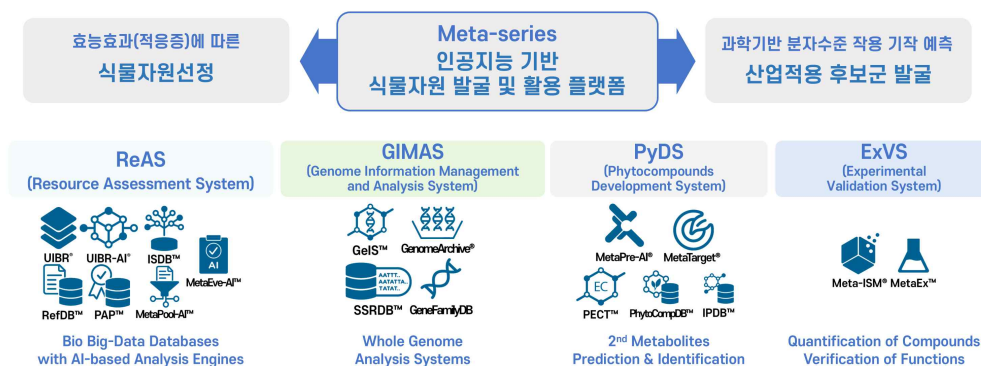 효능효과(적응증)에 따른
식물자원선정
Meta-series
인공지능 기반
식물자원 발굴 및 활용 플랫폼
과학기반 분자수준 작용 기작 예측
산업적용 후보군 발굴
ReAS
(Resource Assessment System)
UIBR®
UIBR-AI®
ISDB™
AI
MetaEve-AI™
RefDB™
PAP™
MetaPool-AI™
Bio Big-Data Databases
with AI-based Analysis Engines
GIMAS
(Genome Information Management
and Analysis System)
GeIS™
GenomeArchive®
AATTT..
AATATTA..
TATAT..
SSRDB™
GeneFamilyDB
Whole Genome
Analysis Systems
PyDS
(Phytocompounds
Development System)
MetaPre-AI®
MetaTarget®
EC
PECT™
PhytoCompDB™
IPDB™
2nd Metabolites
Prediction & Identification
ExVS
(Experimental
Validation System)
Meta-ISM®
MetaEx™
Quantification of Compounds
Verification of Functions